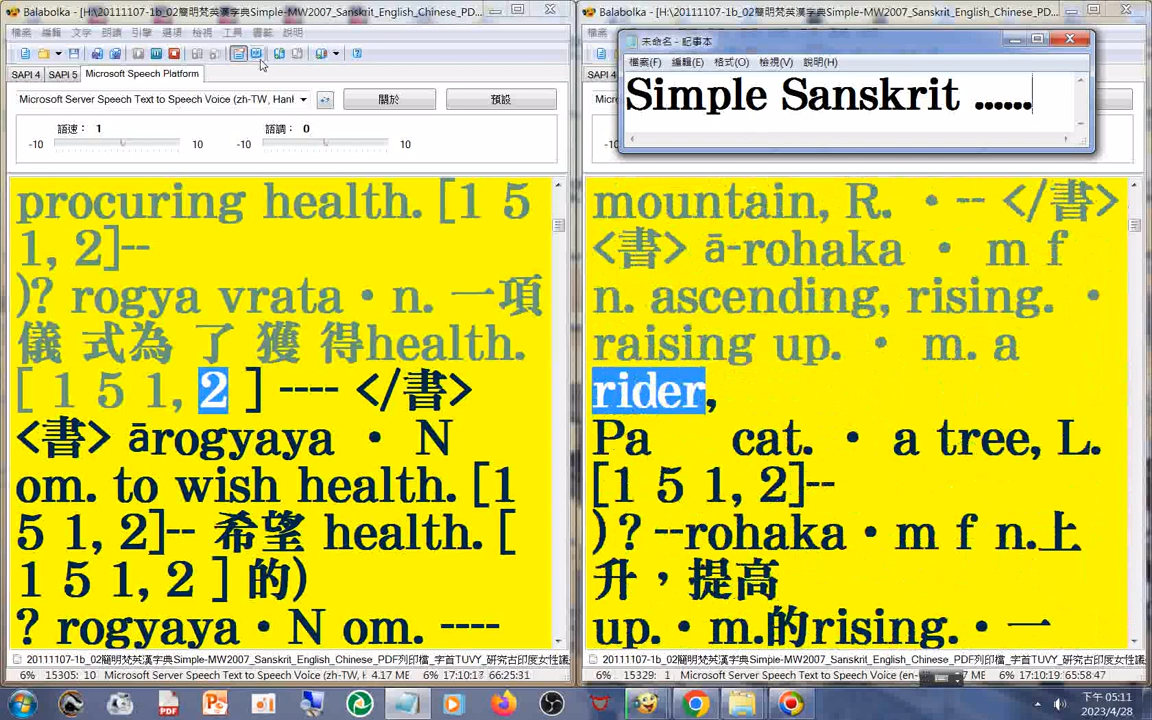 Balabolka - [H:\20111107-1b_02簡明梵英漢字典Simple-MW2007_Sanskrit_English_Chinese_PD...
檔案 編輯 文字 朗讀 引擎 選項 檢視 工具 書籤 說明
SAPI 4 SAPI 5 Microsoft Speech Platform
Microsoft Server Speech Text to Speech Voice (zh-TW, Hanl
關於 預設
語速： 1 語調： 0
-10 10 -10 10
procuring health. [1 5
1, 2]--
)? rogya vrata • n. 一項
儀 式為 了 獲 得health.
[ 1 5 1, 2 ] ---- </書>
<書> ārogyaya • N
om. to wish health. [1
5 1, 2]-- 希望 health. [
1 5 1, 2 ] 的)
? rogyaya • N om. ----
20111107-1b_02簡明梵英漢字典Simple-MW2007_Sanskrit_English_Chinese_PDF列印檔_字首TUVY_研究古印度女性議
6% 15305: 10 Microsoft Server Speech Text to Speech Voice (zh-TW, H 4.17 MB 6% 17:10:17 66:25:31
Balabolka - [H:\20111107-1b_02簡明梵英漢字典Simple-MW2007_Sanskrit_English_Chinese_PD...
未命名 - 記事本
檔案(F) 編輯(E) 格式(O) 檢視(V) 說明(H)
Simple Sanskrit ......
SAPI 4
Micr
語
-10
mountain, R. • -- </書>
<書> ā-rohaka • m f
n. ascending, rising. •
raising up. • m. a
rider,
Pa cat. • a tree, L.
[1 5 1, 2]--
) ? --rohaka • m f n.上
升，提高
up. • m.的rising. • 一
20111107-1b_02簡明梵英漢字典Simple-MW2007_Sanskrit_English_Chinese_PDF列印檔_字首TUVY_研究古印度女性議
6% 15329: 1 Microsoft Server Speech Text to Speech Voice (zh-TW, H 4.17 MB 6% 17:10:19 65:58:47
下午 05:11
2023/4/28